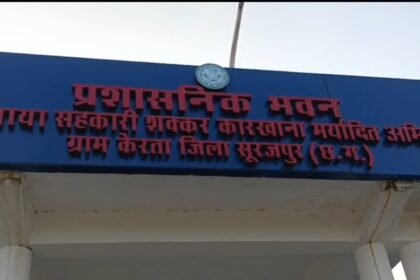 प्रशासनिक भवन
सहकारी शक्कर कारखाना मर्यादित
ग्राम केरता जिला सूरजपुर (छ.ग.)